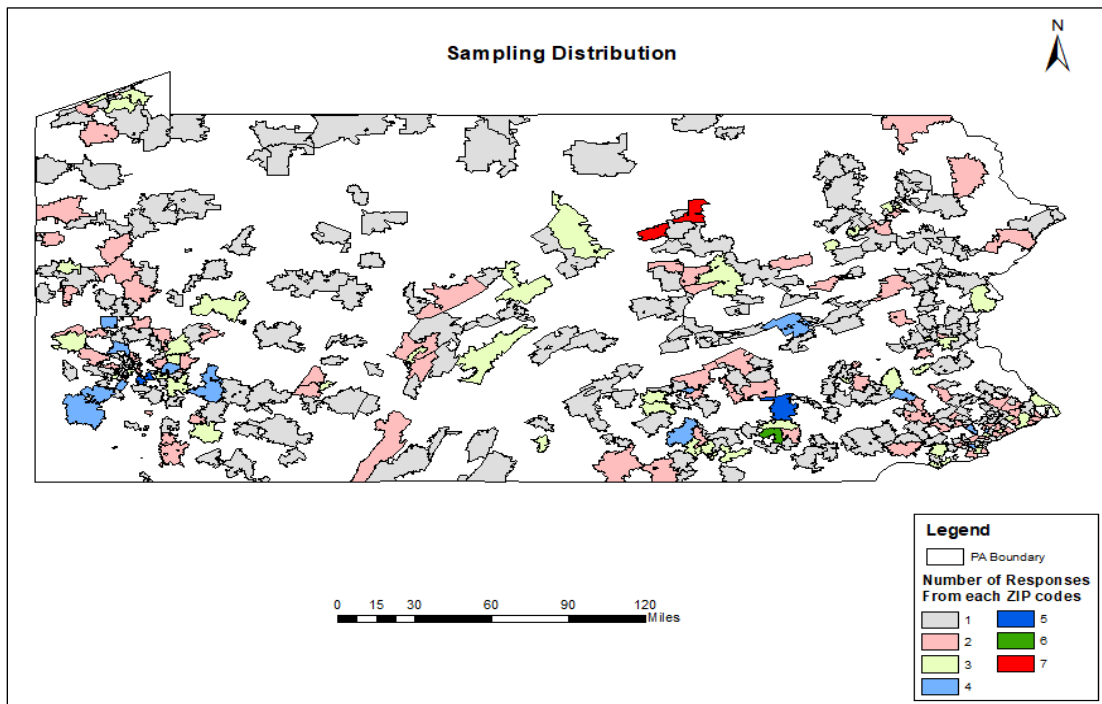 Sampling Distribution
N
0 15 30 60 90 120
Miles
Legend
PA Boundary
Number of Responses
From each ZIP codes
1 5
2 6
3 7
4